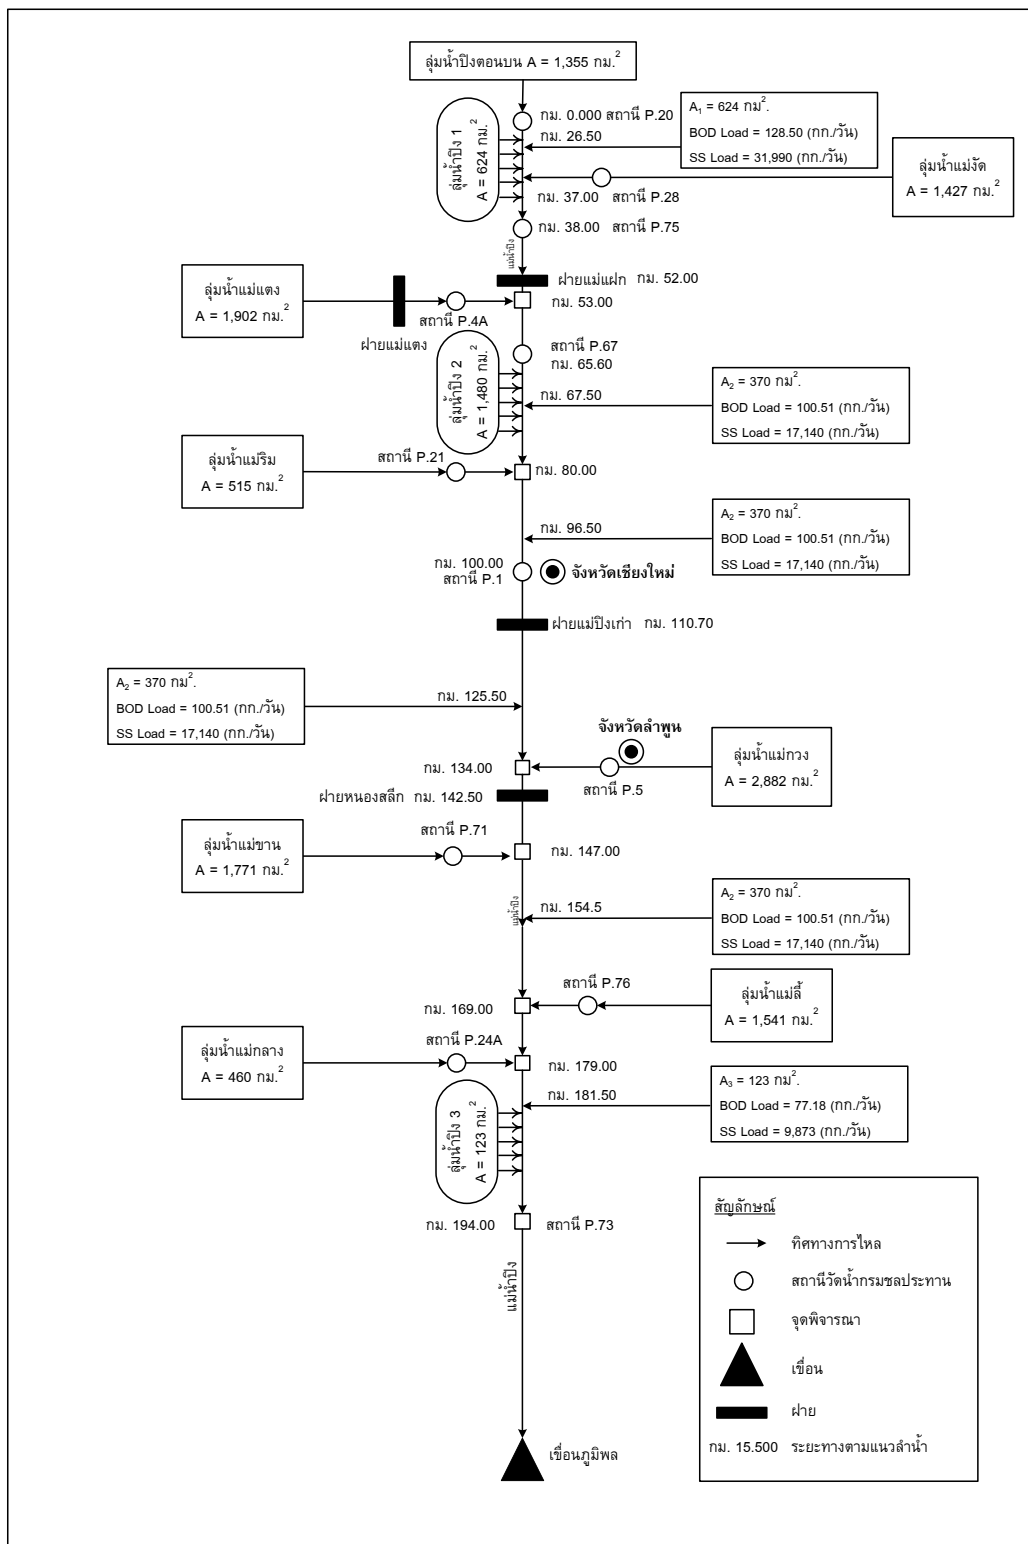 ลุ่มน้ำปิงตอนบน A = 1,355 กม.²
กม. 0.000 สถานี P.20
กม. 26.50
ลุ่มน้ำปิง 1
A = 624 กม.²
A₁ = 624 กม².
BOD Load = 128.50 (กก./วัน)
SS Load = 31,990 (กก./วัน)
ลุ่มน้ำแม่งัด
A = 1,427 กม.²
กม. 37.00 สถานี P.28
กม. 38.00 สถานี P.75
แม่น้ำปิง
ฝายแม่แฝก กม. 52.00
ลุ่มน้ำแม่แตง
A = 1,902 กม.²
สถานี P.4A
กม. 53.00
ฝายแม่แตง
สถานี P.67
กม. 65.60
ลุ่มน้ำปิง 2
A = 1,480 กม.²
กม. 67.50
A₂ = 370 กม².
BOD Load = 100.51 (กก./วัน)
SS Load = 17,140 (กก./วัน)
ลุ่มน้ำแม่ริม
A = 515 กม.²
สถานี P.21
กม. 80.00
กม. 96.50
A₂ = 370 กม².
BOD Load = 100.51 (กก./วัน)
SS Load = 17,140 (กก./วัน)
กม. 100.00
สถานี P.1
จังหวัดเชียงใหม่
ฝายแม่ปิงเก่า กม. 110.70
A₂ = 370 กม².
BOD Load = 100.51 (กก./วัน)
SS Load = 17,140 (กก./วัน)
กม. 125.50
จังหวัดลำพูน
กม. 134.00
สถานี P.5
ลุ่มน้ำแม่กวง
A = 2,882 กม.²
ฝายหนองสลีก กม. 142.50
ลุ่มน้ำแม่ขาน
A = 1,771 กม.²
สถานี P.71
กม. 147.00
แม่น้ำปิง
กม. 154.5
A₂ = 370 กม².
BOD Load = 100.51 (กก./วัน)
SS Load = 17,140 (กก./วัน)
กม. 169.00
สถานี P.76
ลุ่มน้ำแม่ลี้
A = 1,541 กม.²
ลุ่มน้ำแม่กลาง
A = 460 กม.²
สถานี P.24A
กม. 179.00
กม. 181.50
A₃ = 123 กม².
BOD Load = 77.18 (กก./วัน)
SS Load = 9,873 (กก./วัน)
ลุ่มน้ำปิง 3
A = 123 กม.²
กม. 194.00
สถานี P.73
แม่น้ำปิง
เขื่อนภูมิพล
สัญลักษณ์
ทิศทางการไหล
สถานีวัดน้ำกรมชลประทาน
จุดพิจารณา
เขื่อน
ฝาย
กม. 15.500 ระยะทางตามแนวลำน้ำ